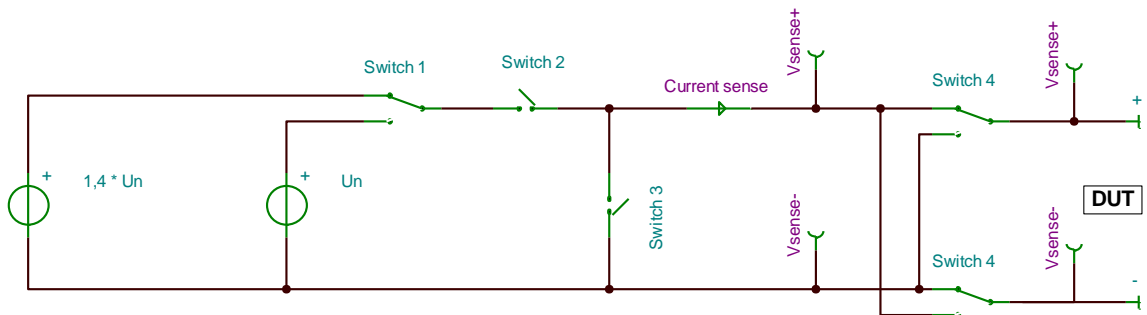 Vsense+
Vsense+
Switch 2
Switch 1
Current sense
Switch 4
+
+
1,4 * Un
+
Un
Switch 3
DUT
Vsense-
Vsense-
Switch 4
-